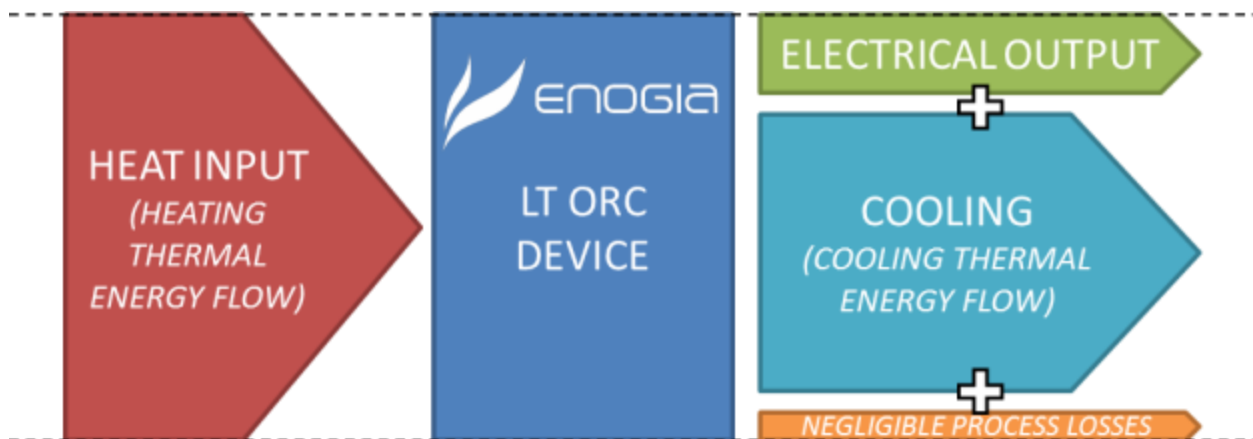 HEAT INPUT
(HEATING
THERMAL
ENERGY FLOW)
ENOGIA
LT ORC
DEVICE
ELECTRICAL OUTPUT
COOLING
(COOLING THERMAL
ENERGY FLOW)
NEGLIGIBLE PROCESS LOSSES